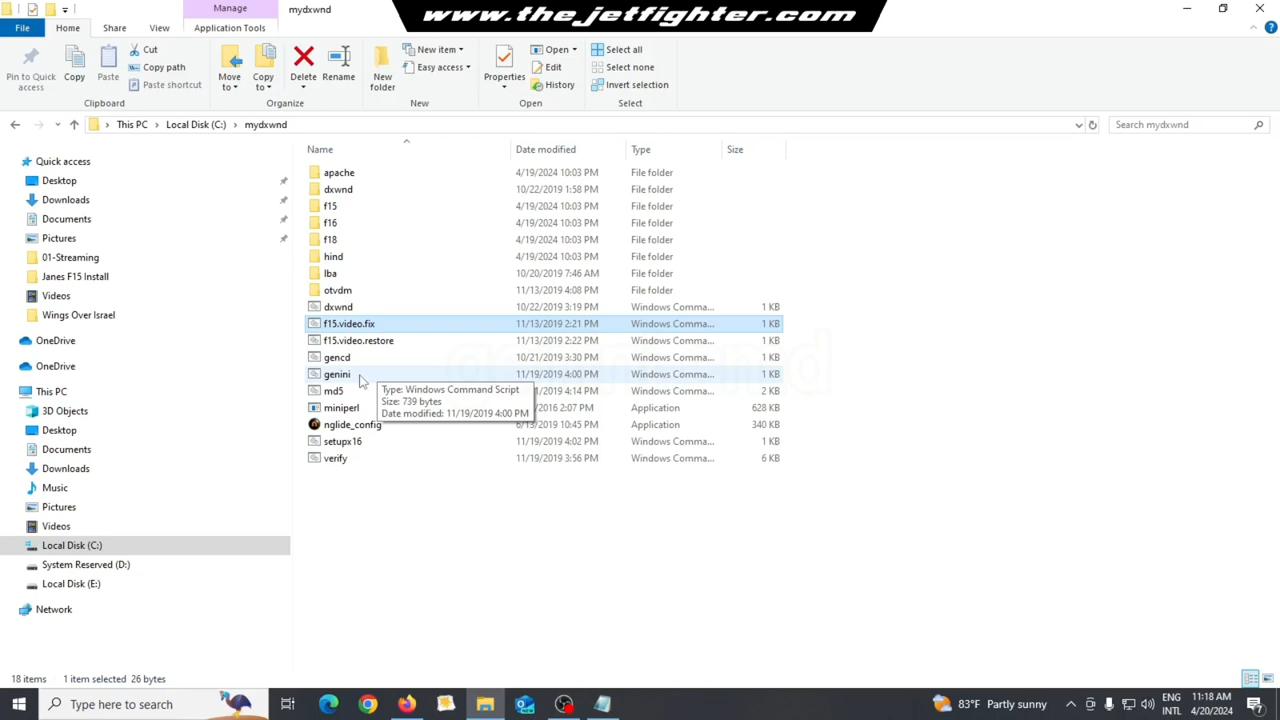 Manage
mydxwnd
www.thejetfighter.com
File
Home
Share
View
Application Tools
Pin to Quick access
Copy
Paste
Cut
Copy path
Paste shortcut
Clipboard
Move to
Copy to
Delete
Rename
Organize
New folder
New item
Easy access
New
Properties
Open
Edit
History
Open
Select all
Select none
Invert selection
Select
This PC > Local Disk (C:) > mydxwnd
Search mydxwnd
Name Date modified Type Size
Quick access
Desktop
Downloads
Documents
Pictures
01-Streaming
Janes F15 Install
Videos
Wings Over Israel
OneDrive
OneDrive
This PC
3D Objects
Desktop
Documents
Downloads
Music
Pictures
Videos
Local Disk (C:)
System Reserved (D:)
Local Disk (E:)
Network
apache 4/19/2024 10:03 PM File folder
dxwnd 10/22/2019 1:58 PM File folder
f15 4/19/2024 10:03 PM File folder
f16 4/19/2024 10:03 PM File folder
f18 4/19/2024 10:03 PM File folder
hind 4/19/2024 10:03 PM File folder
lba 10/20/2019 7:46 AM File folder
otvdm 11/13/2019 4:08 PM File folder
dxwnd 10/22/2019 3:19 PM Windows Comma... 1 KB
f15.video.fix 11/13/2019 2:21 PM Windows Comma... 1 KB
f15.video.restore 11/13/2019 2:22 PM Windows Comma... 1 KB
gencd 10/21/2019 3:30 PM Windows Comma... 1 KB
genini 11/19/2019 4:00 PM Windows Comma... 1 KB
md5 1/2019 4:14 PM Windows Comma... 2 KB
miniperl 2016 2:07 PM Application 628 KB
nglide_config 6/13/2019 10:45 PM Application 340 KB
setupx16 11/19/2019 4:02 PM Windows Comma... 1 KB
verify 11/19/2019 3:56 PM Windows Comma... 6 KB
Type: Windows Command Script
Size: 739 bytes
Date modified: 11/19/2019 4:00 PM
18 items 1 item selected 26 bytes
Type here to search
83°F Partly sunny
ENG
INTL
11:18 AM
4/20/2024